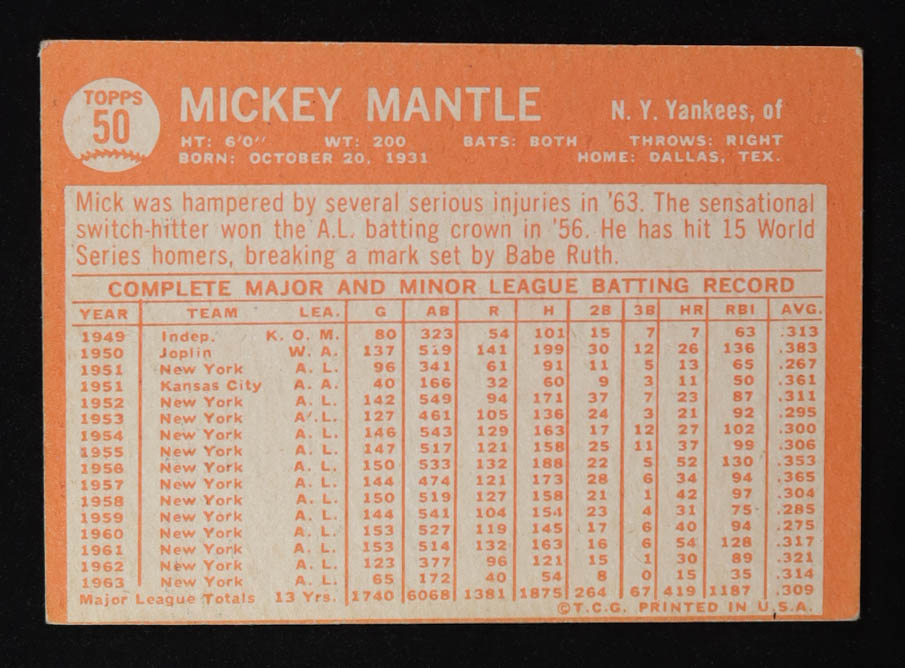 TOPPS
50
MICKEY MANTLE N. Y. Yankees, of
HT: 6'0" WT: 200 BATS: BOTH THROWS: RIGHT
BORN: OCTOBER 20, 1931 HOME: DALLAS, TEX.
Mick was hampered by several serious injuries in '63. The sensational
switch-hitter won the A.L. batting crown in '56. He has hit 15 World
Series homers, breaking a mark set by Babe Ruth.
COMPLETE MAJOR AND MINOR LEAGUE BATTING RECORD
YEAR TEAM LEA. G AB R H 2B 3B HR RBI AVG.
1949 Indep. K. O. M. 80 323 54 101 15 7 7 63 .313
1950 Joplin W. A. 137 519 141 199 30 12 26 136 .383
1951 New York A. L. 96 341 61 91 11 5 13 65 .267
1951 Kansas City A. A. 40 166 32 60 9 3 11 50 .361
1952 New York A. L. 142 549 94 171 37 7 23 87 .311
1953 New York A. L. 127 461 105 136 24 3 21 92 .295
1954 New York A. L. 146 543 129 163 17 12 27 102 .300
1955 New York A. L. 147 517 121 158 25 11 37 99 .306
1956 New York A. L. 150 533 132 188 22 5 52 130 .353
1957 New York A. L. 144 474 121 173 28 6 34 94 .365
1958 New York A. L. 150 519 127 158 21 1 42 97 .304
1959 New York A. L. 144 541 104 154 23 4 31 75 .285
1960 New York A. L. 153 527 119 145 17 6 40 94 .275
1961 New York A. L. 153 514 132 163 16 6 54 128 .317
1962 New York A. L. 123 377 96 121 15 1 30 89 .321
1963 New York A. L. 65 172 40 54 8 0 15 35 .314
Major League Totals 13 Yrs. 1740 6068 1381 1875 264 67 419 1187 .309
©T.C.G. PRINTED IN U.S.A.